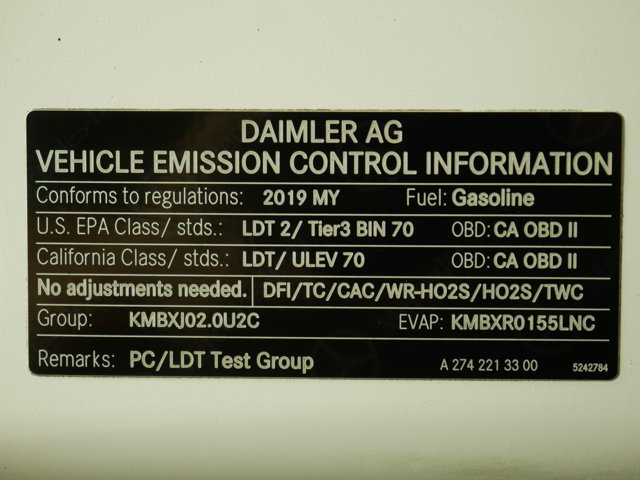 DAIMLER AG
VEHICLE EMISSION CONTROL INFORMATION
Conforms to regulations: 2019 MY Fuel: Gasoline
U.S. EPA Class/ stds.: LDT 2/ Tier3 BIN 70 OBD: CA OBD II
California Class/ stds.: LDT/ ULEV 70 OBD: CA OBD II
No adjustments needed. DFI/TC/CAC/WR-HO2S/HO2S/TWC
Group: KMBXJ02.0U2C EVAP: KMBXR0155LNC
Remarks: PC/LDT Test Group A 274 221 33 00 5242784